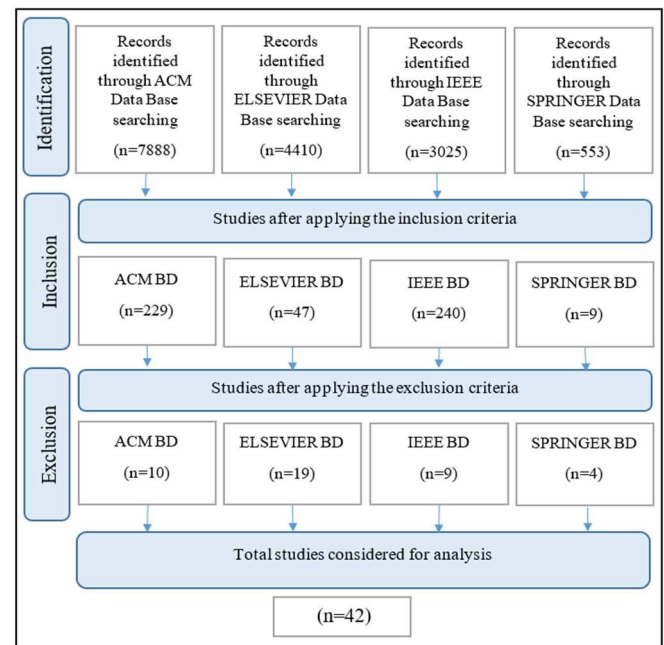 Identification
Records
identified
through ACM
Data Base
searching
(n=7888)
Records
identified
through
ELSEVIER Data
Base searching
(n=4410)
Records
identified
through IEEE
Data Base
searching
(n=3025)
Records
identified
through
SPRINGER Data
Base searching
(n=553)
Studies after applying the inclusion criteria
Inclusion
ACM BD
(n=229)
ELSEVIER BD
(n=47)
IEEE BD
(n=240)
SPRINGER BD
(n=9)
Studies after applying the exclusion criteria
Exclusion
ACM BD
(n=10)
ELSEVIER BD
(n=19)
IEEE BD
(n=9)
SPRINGER BD
(n=4)
Total studies considered for analysis
(n=42)